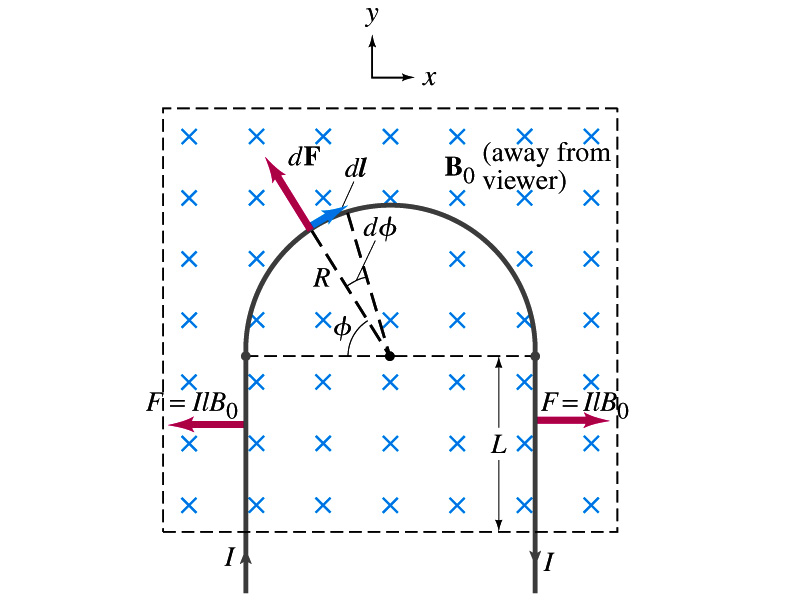 y
x
dF
dl
B₀ (away from
viewer)
dϕ
R
ϕ
F = IlB₀
F = IlB₀
L
I
I